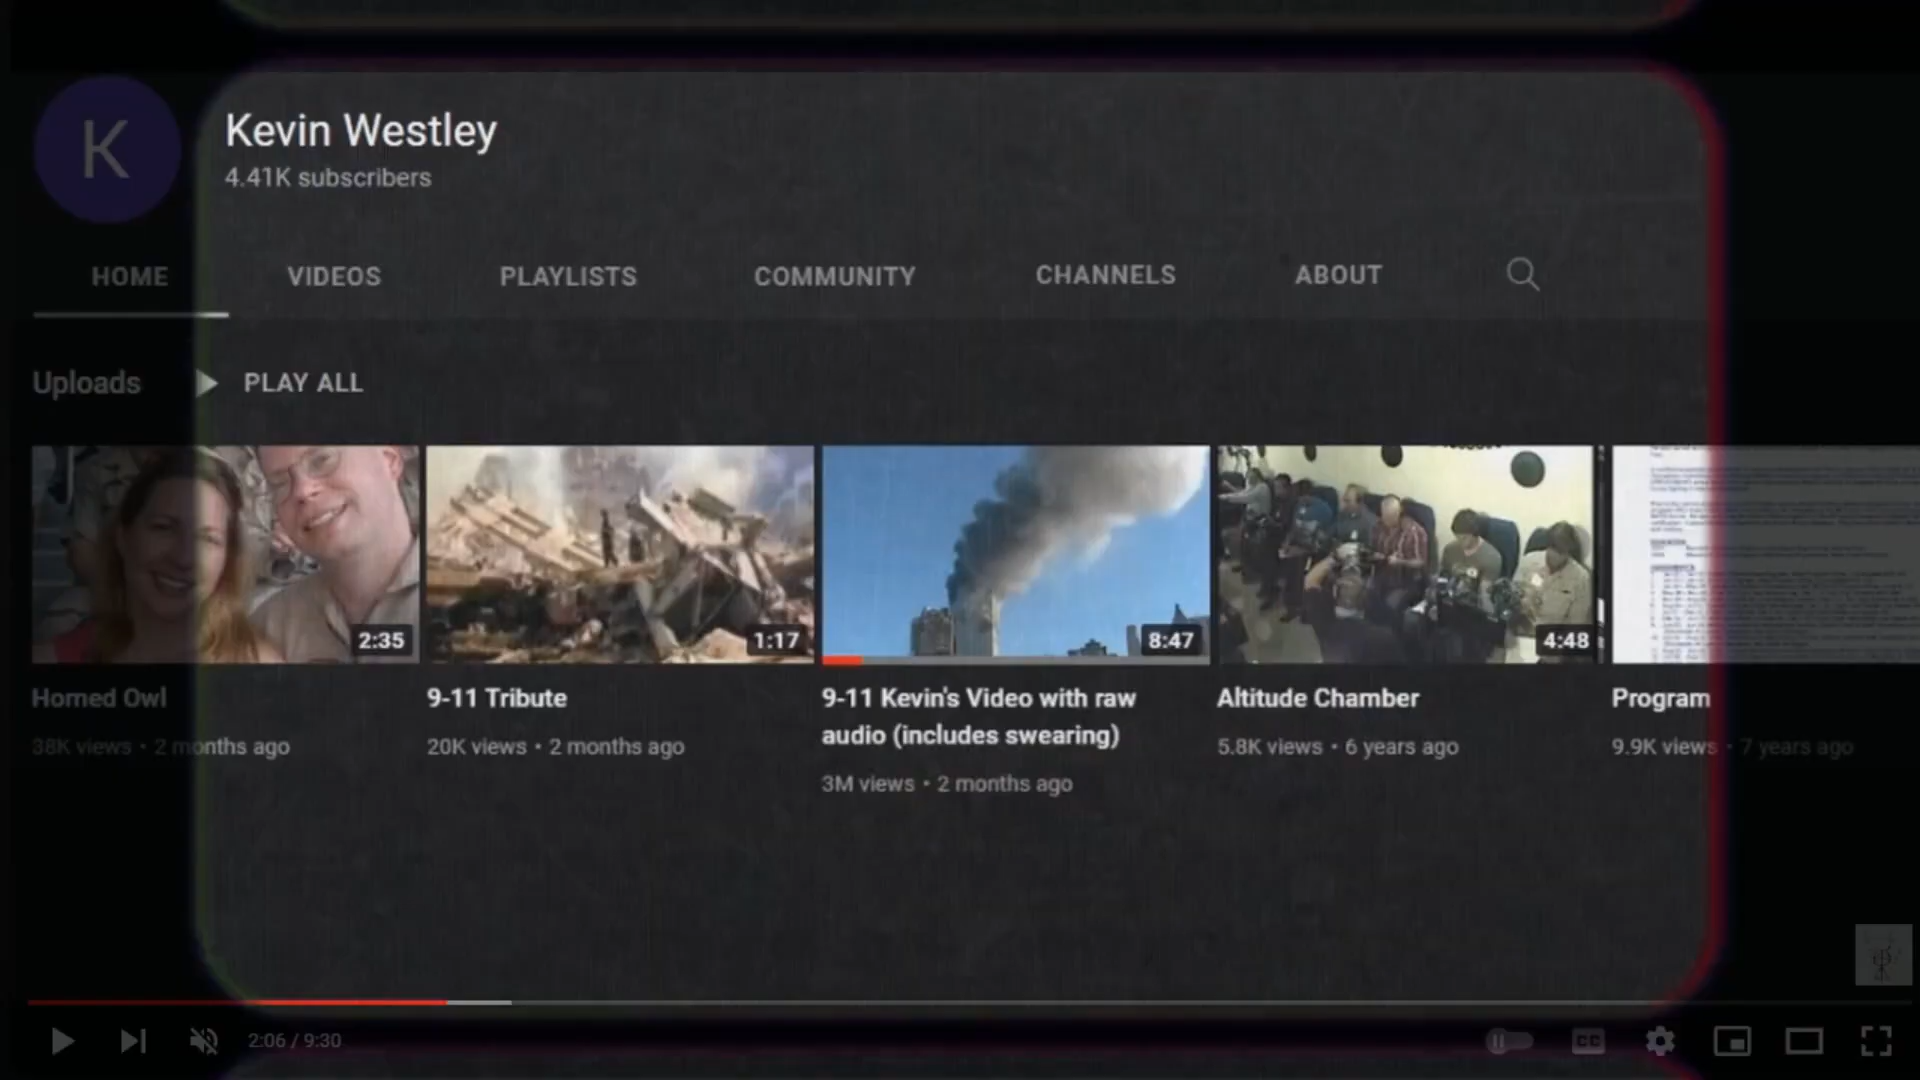 K
Kevin Westley
4.41K subscribers
HOME
VIDEOS
PLAYLISTS
COMMUNITY
CHANNELS
ABOUT
Uploads
PLAY ALL
2:35
1:17
8:47
4:48
Horned Owl
38K views • 2 months ago
9-11 Tribute
20K views • 2 months ago
9-11 Kevin's Video with raw
audio (includes swearing)
3M views • 2 months ago
Altitude Chamber
5.8K views • 6 years ago
Program
9.9K views • 7 years ago
2:06 / 9:30
CC